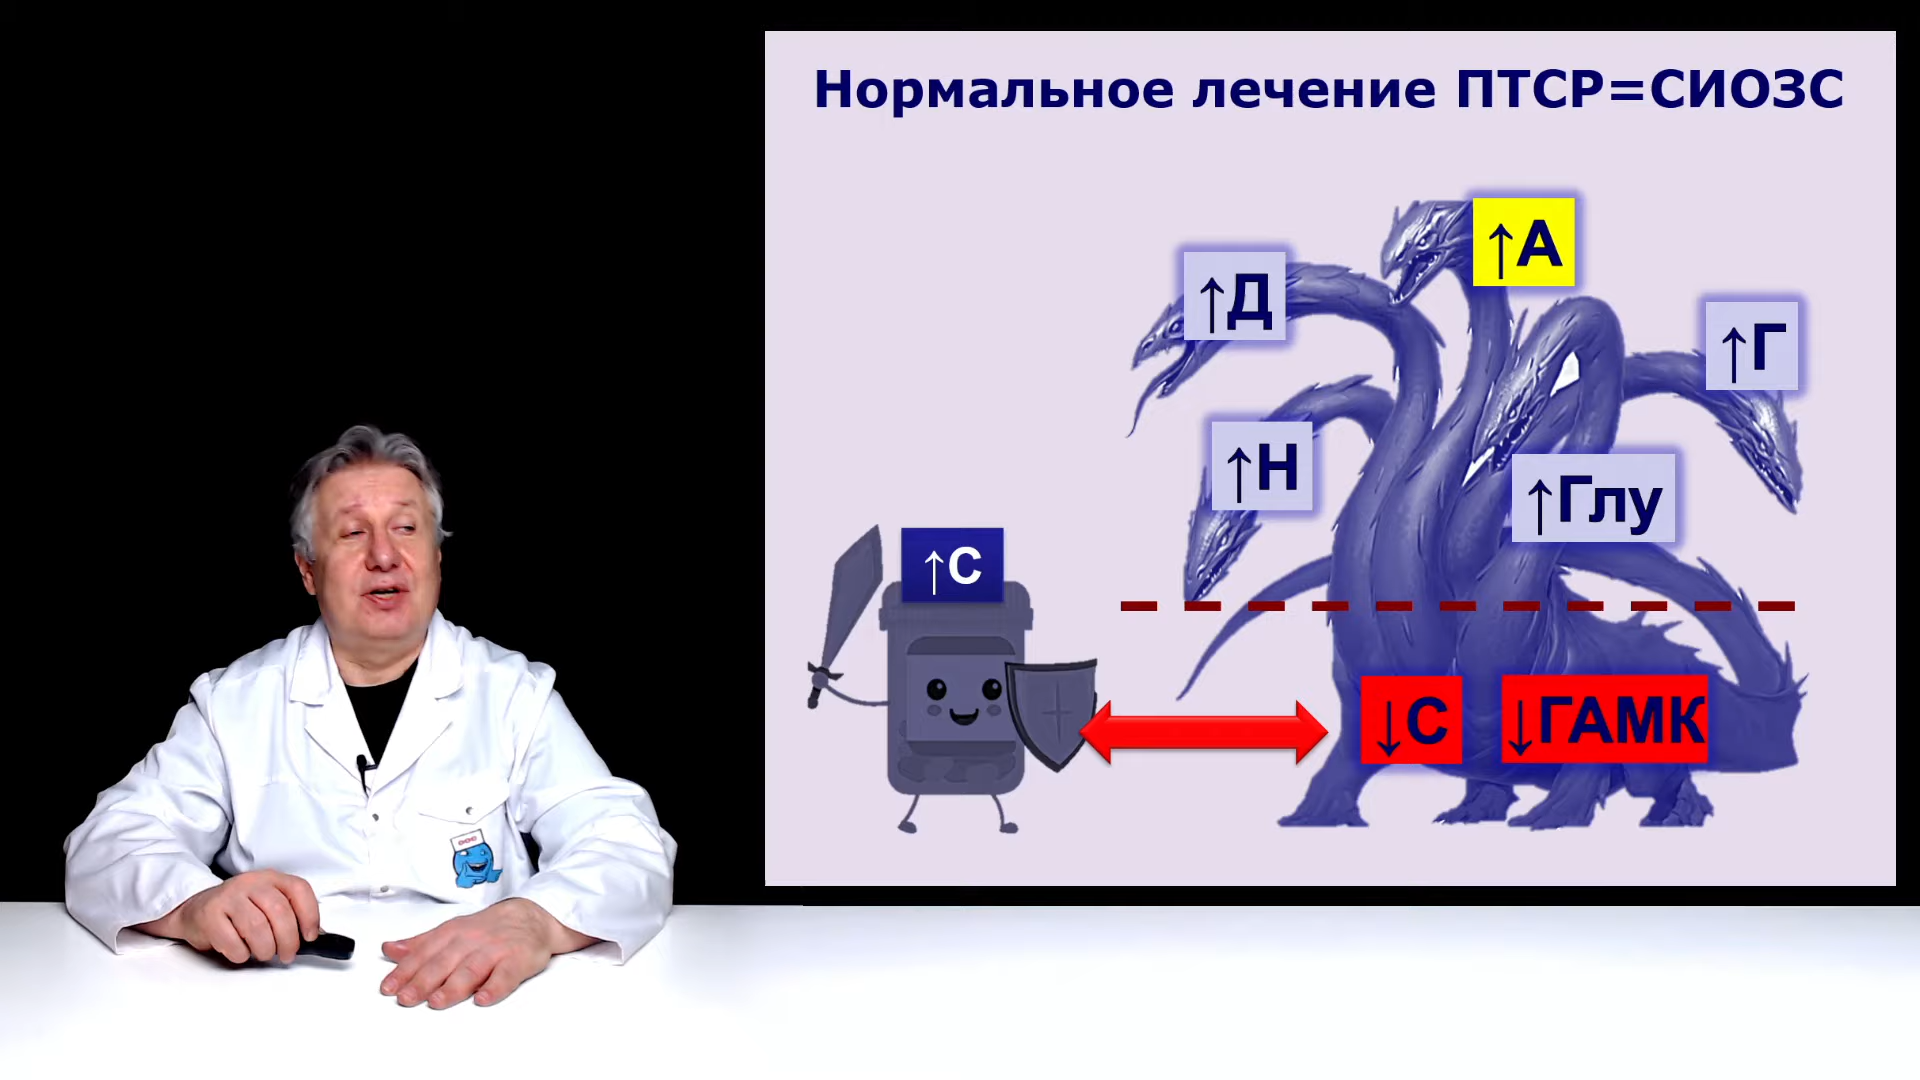 Нормальное лечение ПТСР=СИОЗС
↑А
↑Д
↑Г
↑Н
↑Глу
↑С
↓С
↓ГАМК